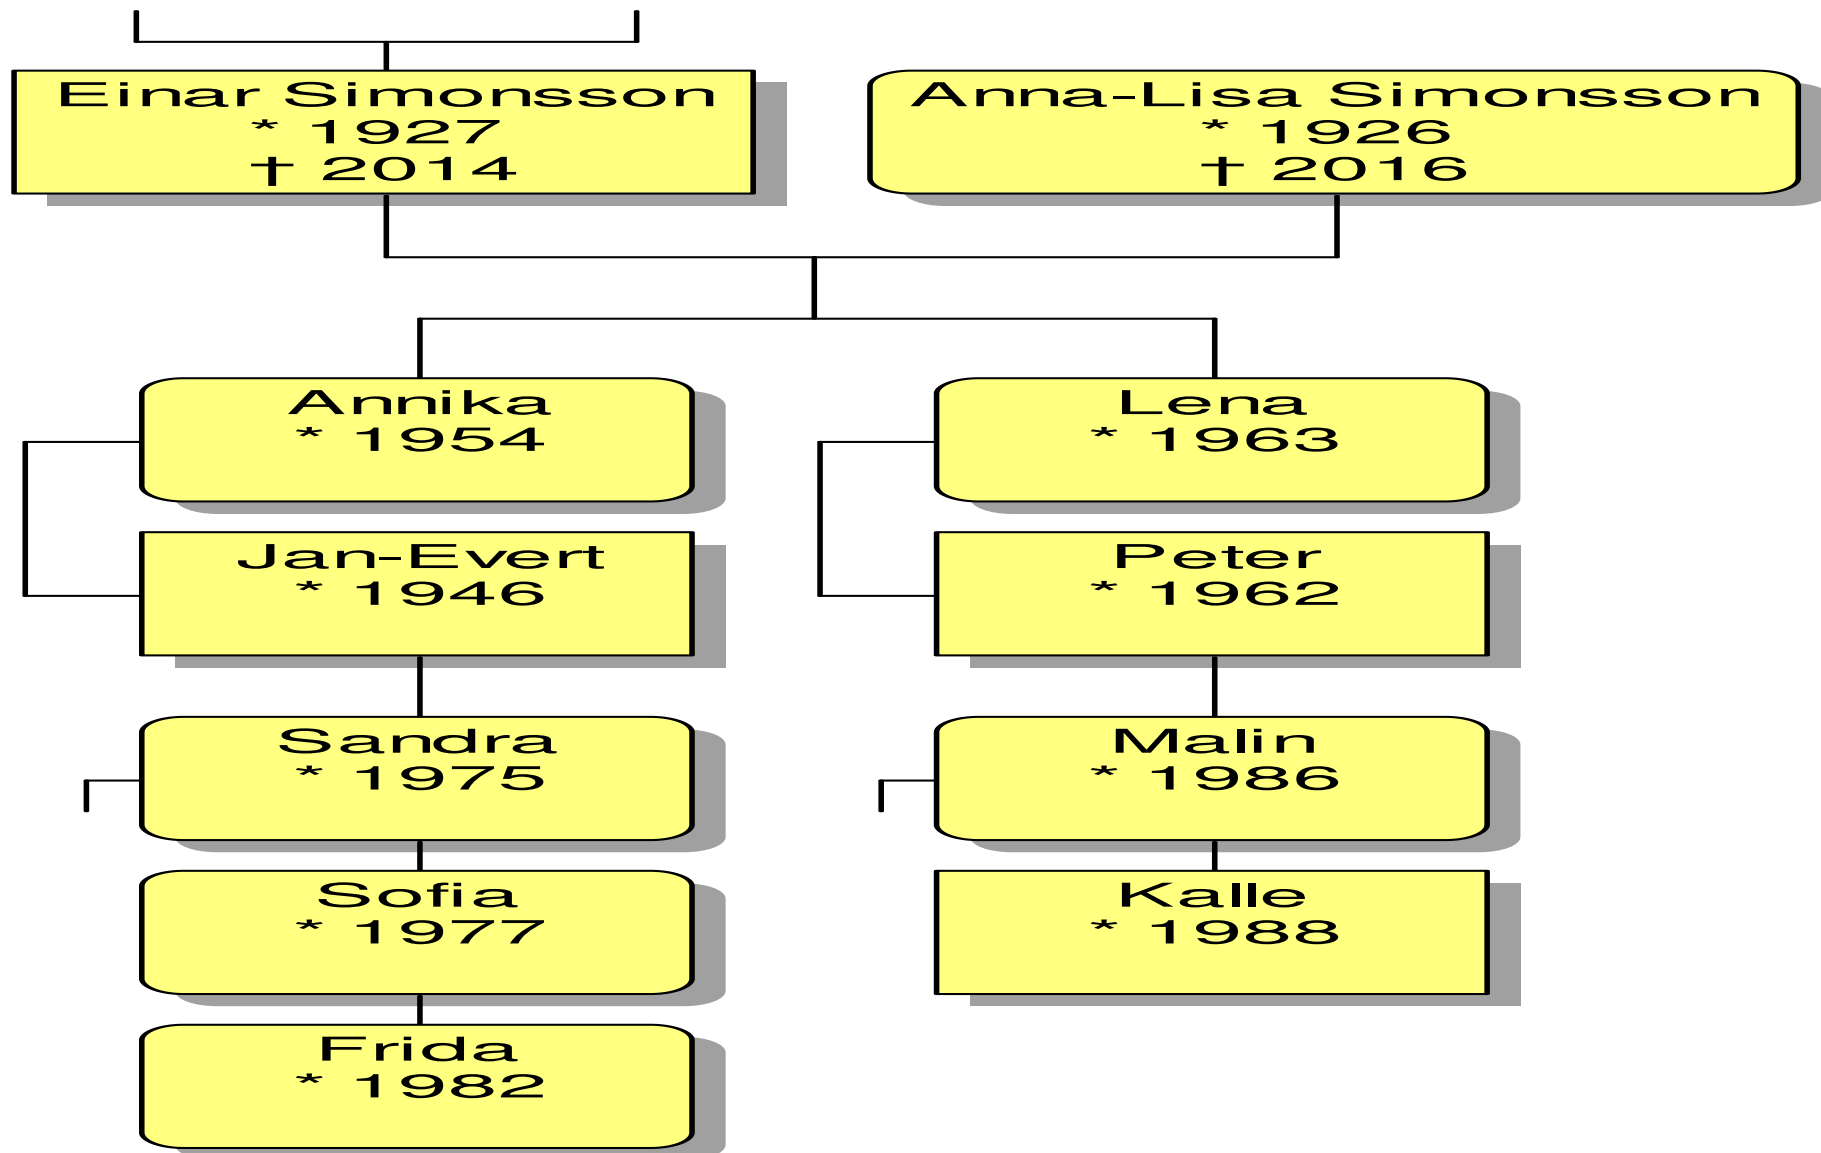 Einar Simonsson
* 1927
† 2014
Anna-Lisa Simonsson
* 1926
† 2016
Annika
* 1954
Lena
* 1963
Jan-Evert
* 1946
Peter
* 1962
Sandra
* 1975
Malin
* 1986
Sofia
* 1977
Kalle
* 1988
Frida
* 1982